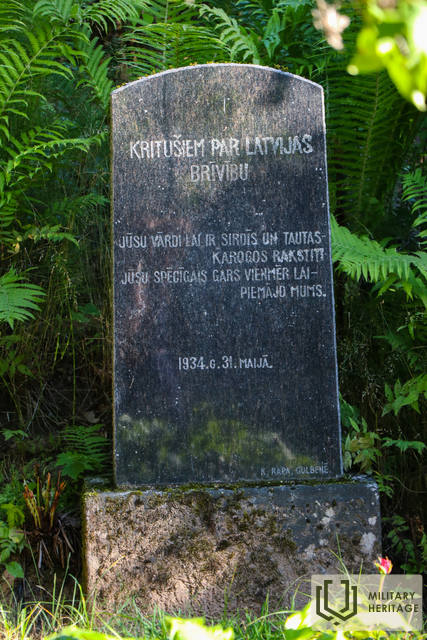 KRITUŠIEM PAR LATVIJAS
BRĪVĪBU
JŪSU VĀRDI LAI IR SIRDĪS UN TAUTAS-
KAROGOS RAKSTĪTI
JŪSU SPĒCĪGAIS GARS VIENMĒR LAI-
PIEMĀJO MUMS.
1934.G.31. MAIJĀ.
K. RAPA, GULBENE
MILITARY
HERITAGE